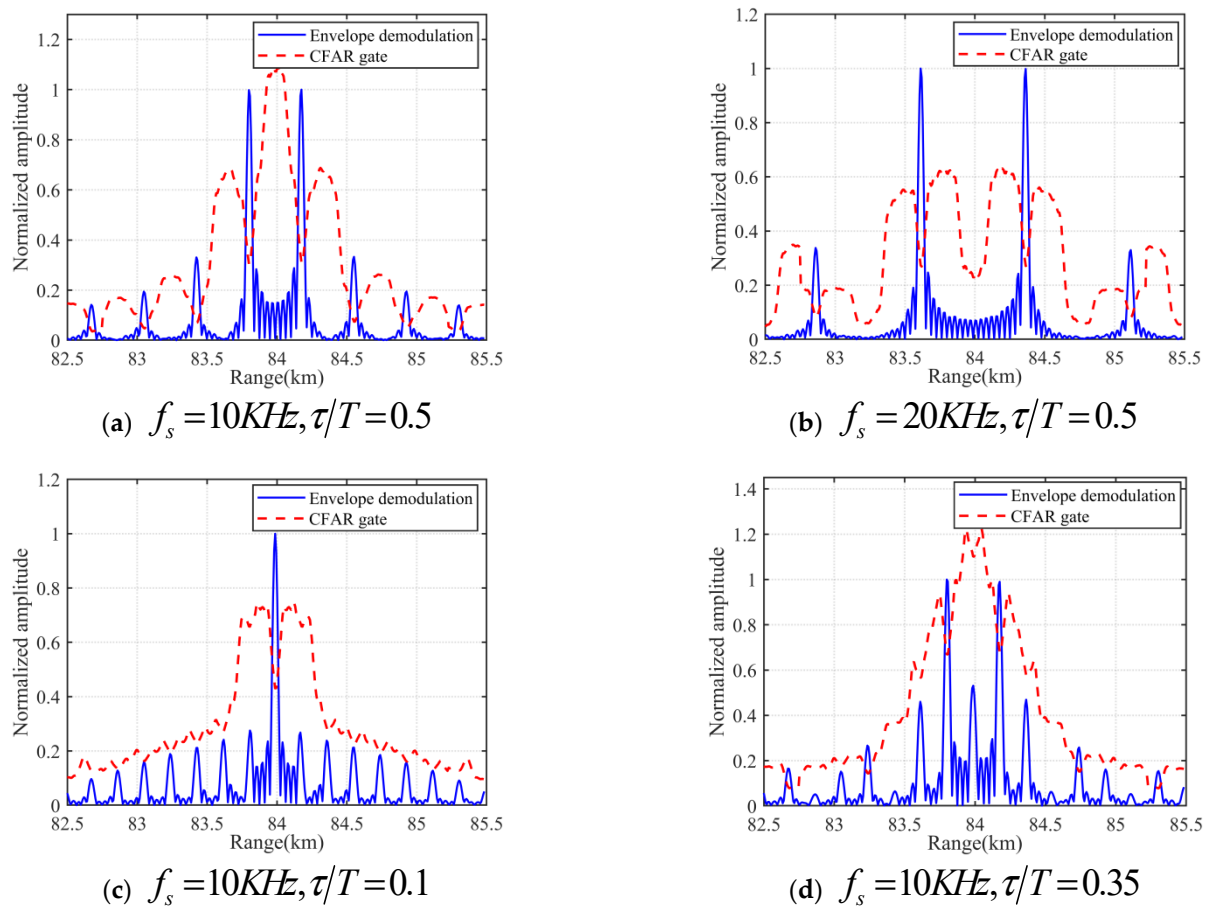 Envelope demodulation
CFAR gate
Normalized amplitude
1.2
1
0.8
0.6
0.4
0.2
0
82.5 83 83.5 84 84.5 85 85.5
Range(km)
(a) f_s = 10KHz, τ/T = 0.5
Envelope demodulation
CFAR gate
Normalized amplitude
1.2
1
0.8
0.6
0.4
0.2
0
82.5 83 83.5 84 84.5 85 85.5
Range(km)
(b) f_s = 20KHz, τ/T = 0.5
Envelope demodulation
CFAR gate
Normalized amplitude
1.2
1
0.8
0.6
0.4
0.2
0
82.5 83 83.5 84 84.5 85 85.5
Range(km)
(c) f_s = 10KHz, τ/T = 0.1
Envelope demodulation
CFAR gate
Normalized amplitude
1.4
1.2
1
0.8
0.6
0.4
0.2
0
82.5 83 83.5 84 84.5 85 85.5
Range(km)
(d) f_s = 10KHz, τ/T = 0.35